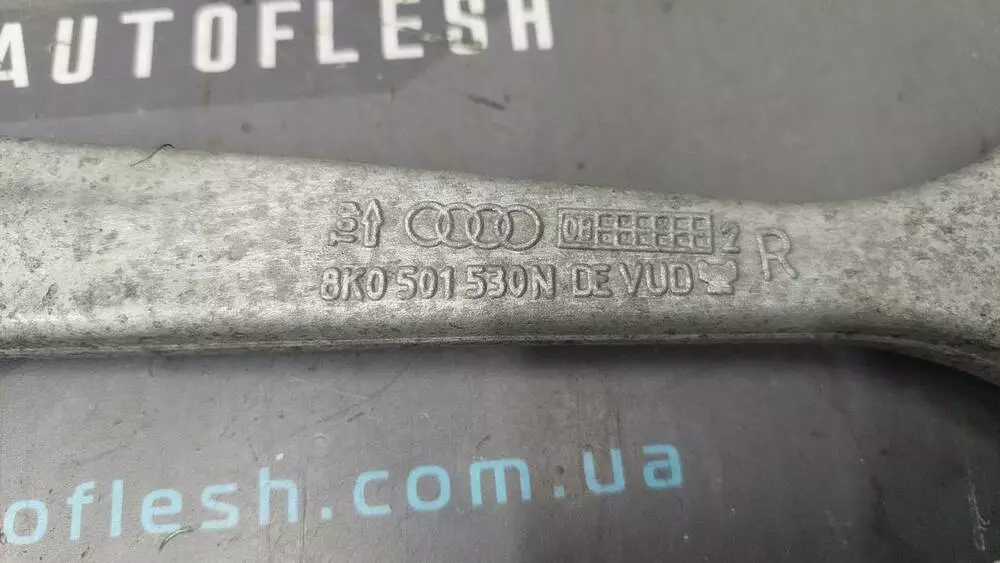 AUTOFLESH
TOP
2
R
8K0 501 530N DE VUD
oflesh.com.ua